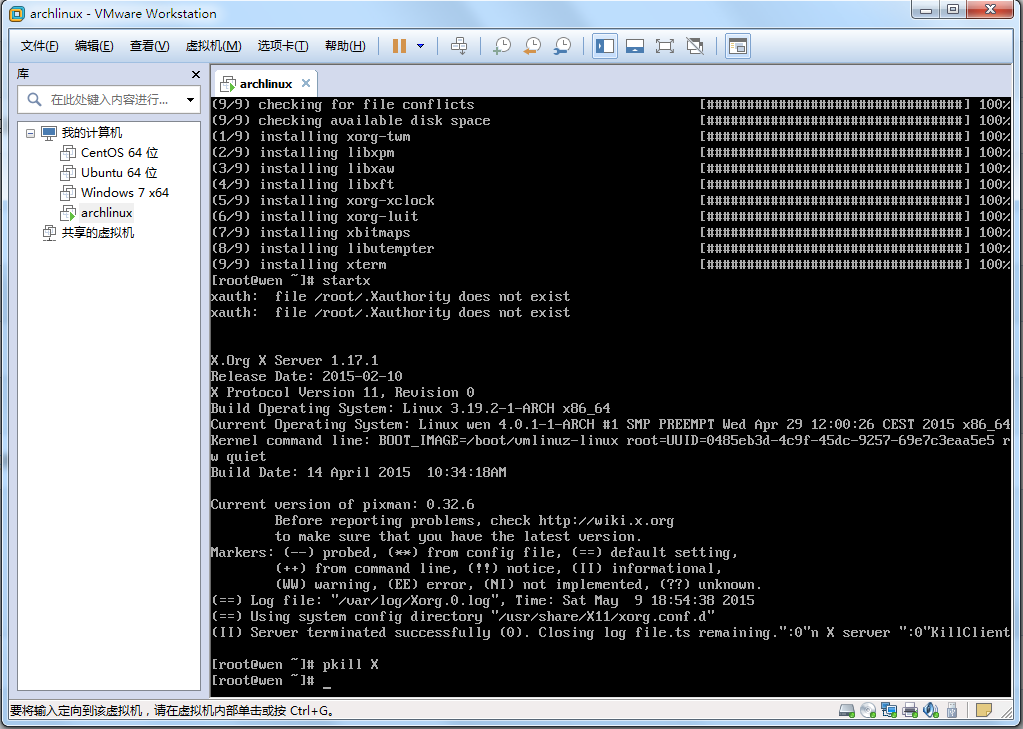 archlinux - VMware Workstation
文件(F) 编辑(E) 查看(V) 虚拟机(M) 选项卡(T) 帮助(H)
库
在此处键入内容进行...
我的计算机
CentOS 64 位
Ubuntu 64 位
Windows 7 x64
archlinux
共享的虚拟机
archlinux
(9/9) checking for file conflicts [################################] 100%
(9/9) checking available disk space [################################] 100%
(1/9) installing xorg-twm [################################] 100%
(2/9) installing libxpm [################################] 100%
(3/9) installing libxaw [################################] 100%
(4/9) installing libxft [################################] 100%
(5/9) installing xorg-xclock [################################] 100%
(6/9) installing xorg-luit [################################] 100%
(7/9) installing xbitmaps [################################] 100%
(8/9) installing libutempter [################################] 100%
(9/9) installing xterm [################################] 100%
[root@wen ~]# startx
xauth:  file /root/.Xauthority does not exist
xauth:  file /root/.Xauthority does not exist
X.Org X Server 1.17.1
Release Date: 2015-02-10
X Protocol Version 11, Revision 0
Build Operating System: Linux 3.19.2-1-ARCH x86_64
Current Operating System: Linux wen 4.0.1-1-ARCH #1 SMP PREEMPT Wed Apr 29 12:00:26 CEST 2015 x86_64
Kernel command line: BOOT_IMAGE=/boot/vmlinuz-linux root=UUID=0485eb3d-4c9f-45dc-9257-69e7c3eaa5e5 r
w quiet
Build Date: 14 April 2015  10:34:18AM
Current version of pixman: 0.32.6
Before reporting problems, check http://wiki.x.org
to make sure that you have the latest version.
Markers: (--) probed, (**) from config file, (==) default setting,
(++) from command line, (!!) notice, (II) informational,
(WW) warning, (EE) error, (NI) not implemented, (??) unknown.
(==) Log file: "/var/log/Xorg.0.log", Time: Sat May  9 18:54:38 2015
(==) Using system config directory "/usr/share/X11/xorg.conf.d"
(II) Server terminated successfully (0). Closing log file.ts remaining.":0"n X server ":0"KillClient
[root@wen ~]# pkill X
[root@wen ~]# _
要将输入定向到该虚拟机，请在虚拟机内部单击或按 Ctrl+G。